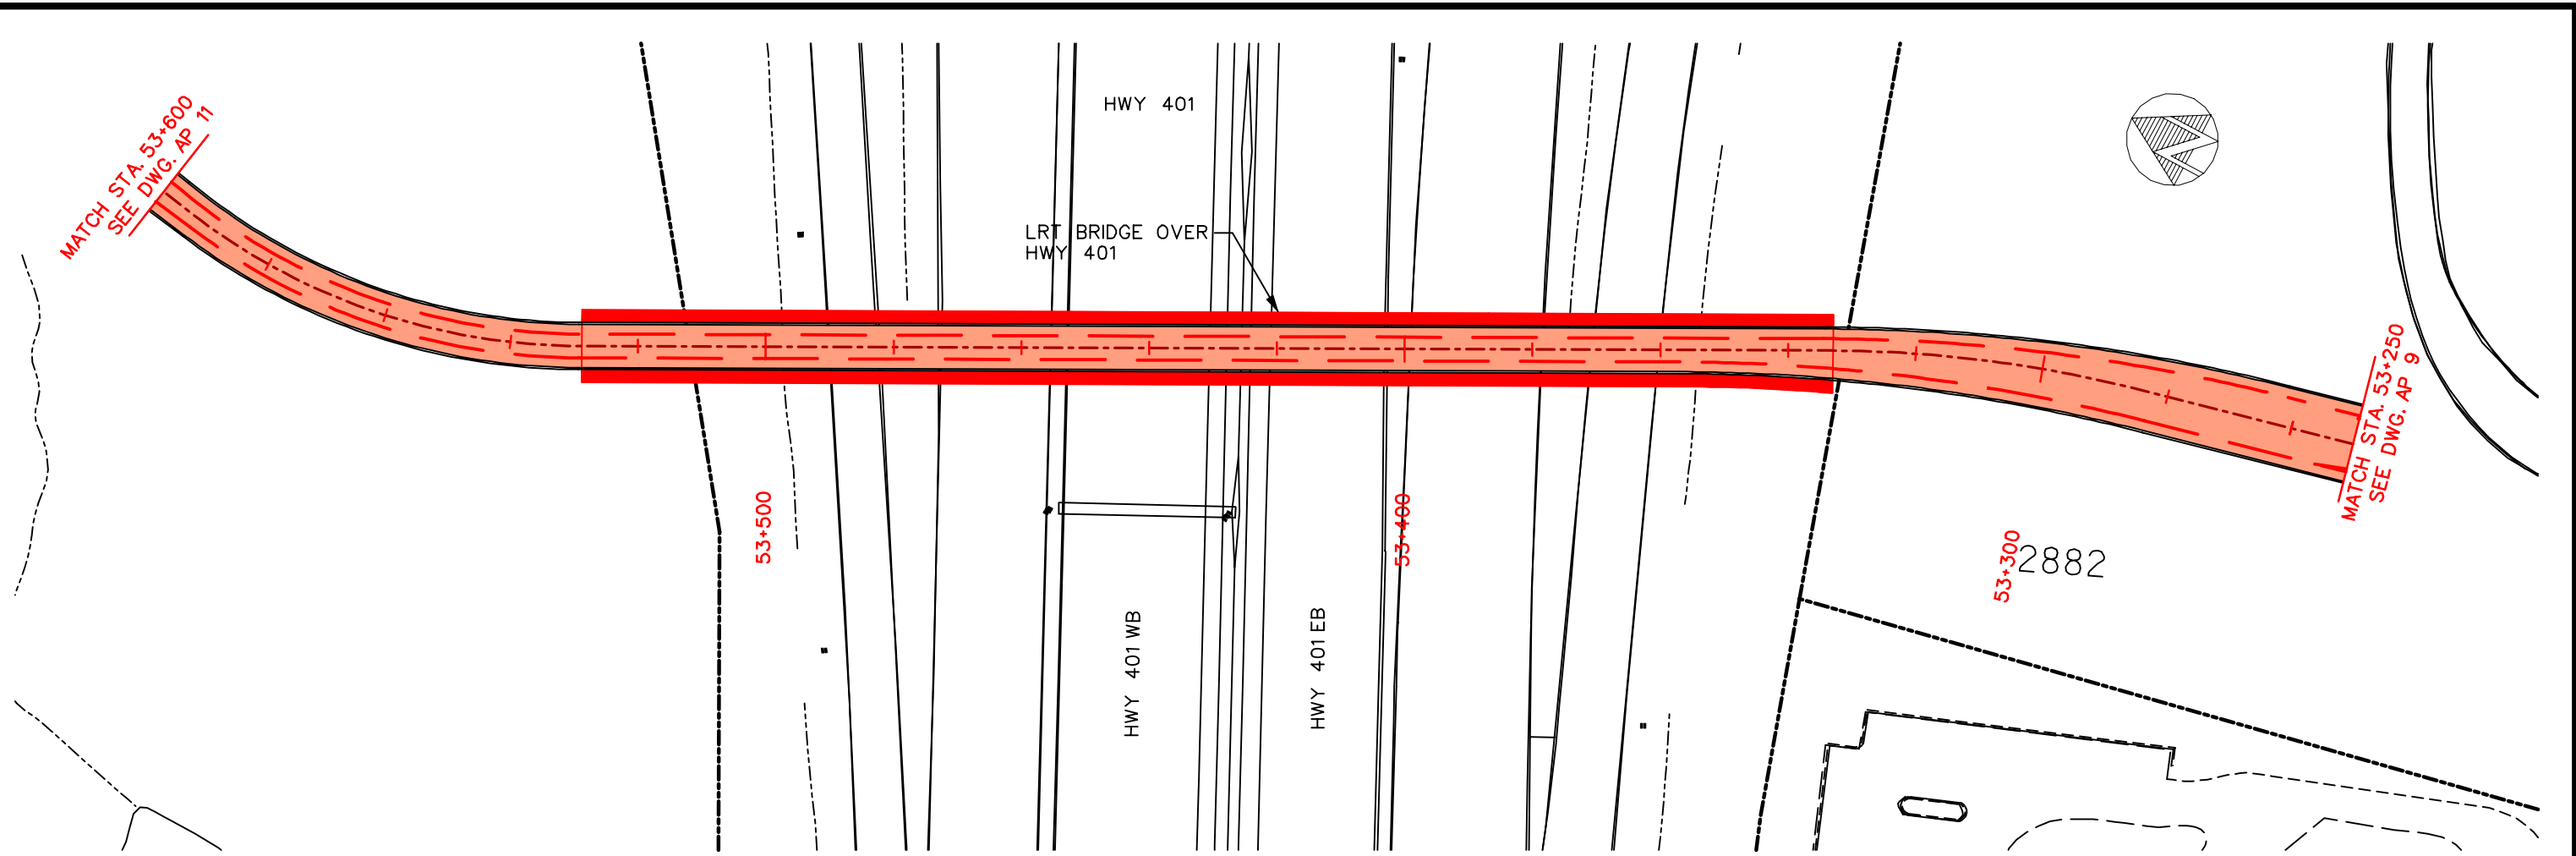 HWY 401
MATCH STA. 53+600
SEE DWG. AP 11
LRT BRIDGE OVER
HWY 401
MATCH STA. 53+250
SEE DWG. AP 9
53+500
53+400
53+300
2882
HWY 401 WB
HWY 401 EB